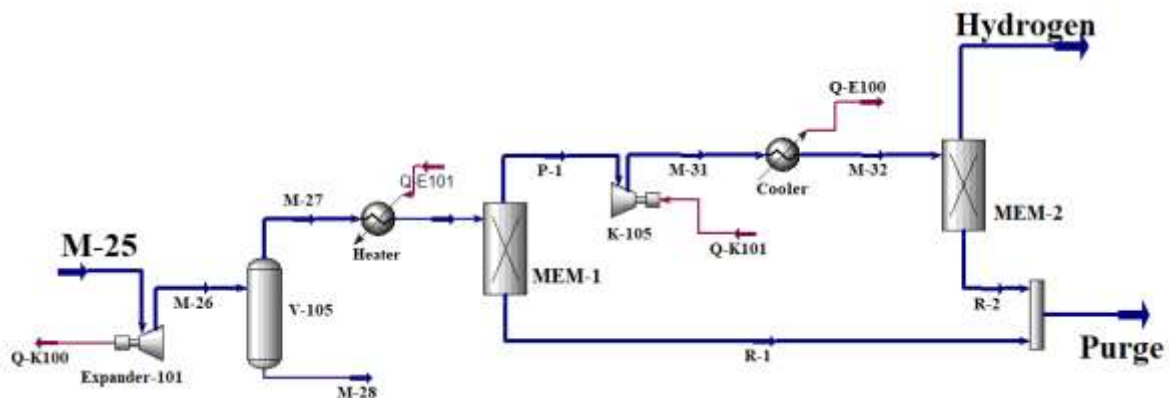 Hydrogen
Q-E100
Q-E101
P-1
M-31
M-32
Cooler
M-27
K-105
MEM-2
Heater
Q-K101
M-25
MEM-1
M-26
V-105
R-2
Q-K100
R-1
Purge
Expander-101
M-28